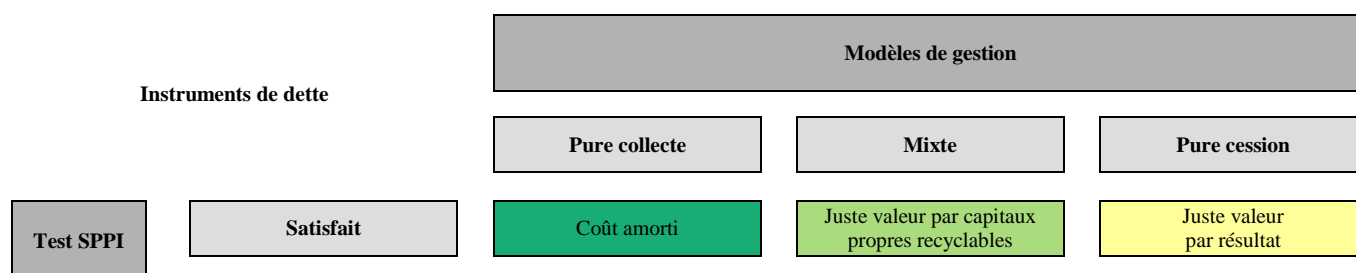 Modèles de gestion
Instruments de dette
Pure collecte
Mixte
Pure cession
Test SPPI
Satisfait
Coût amorti
Juste valeur par capitaux
propres recyclables
Juste valeur
par résultat